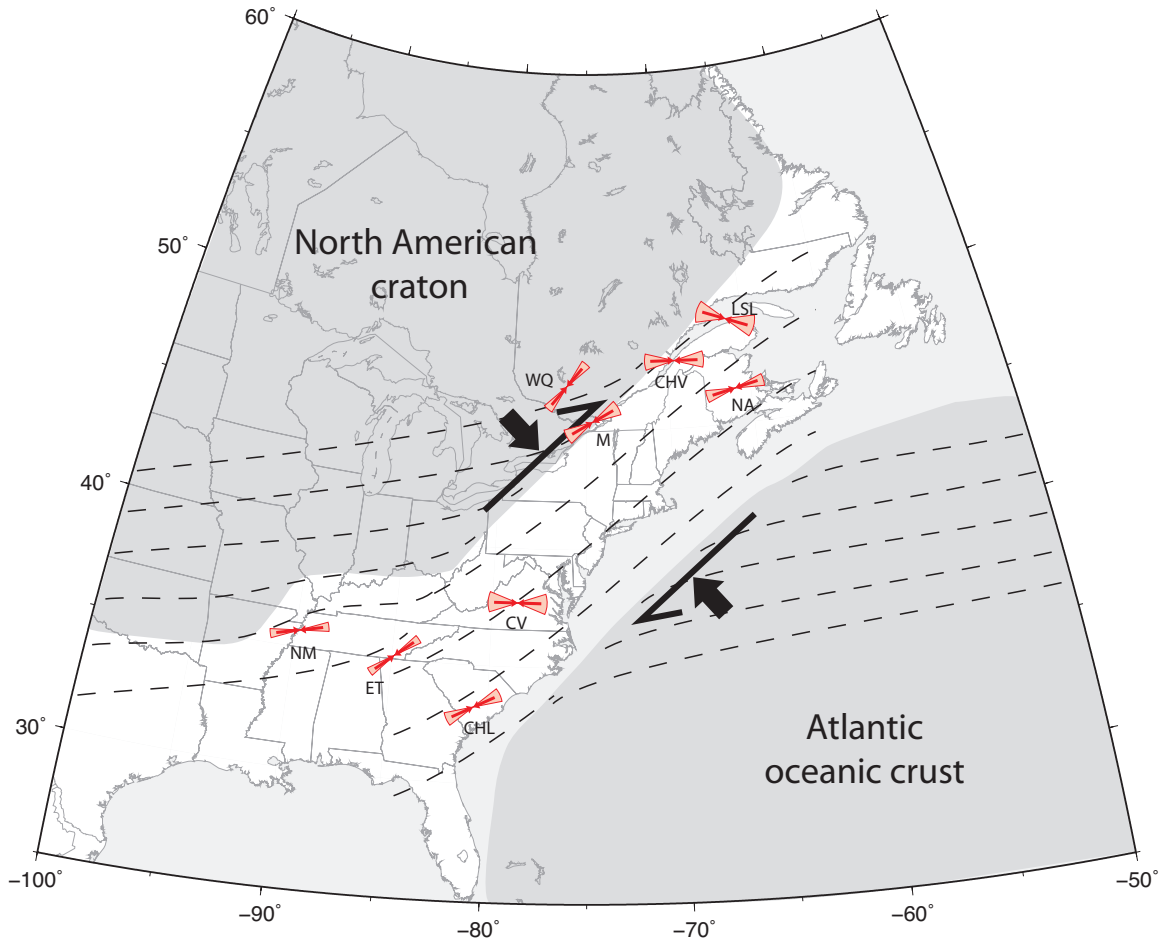 60°
50°
North American
craton
LSL
WQ
CHV
NA
M
40°
CV
NM
ET
CHL
30°
Atlantic
oceanic crust
−100°
−50°
−90°
−60°
−80°
−70°